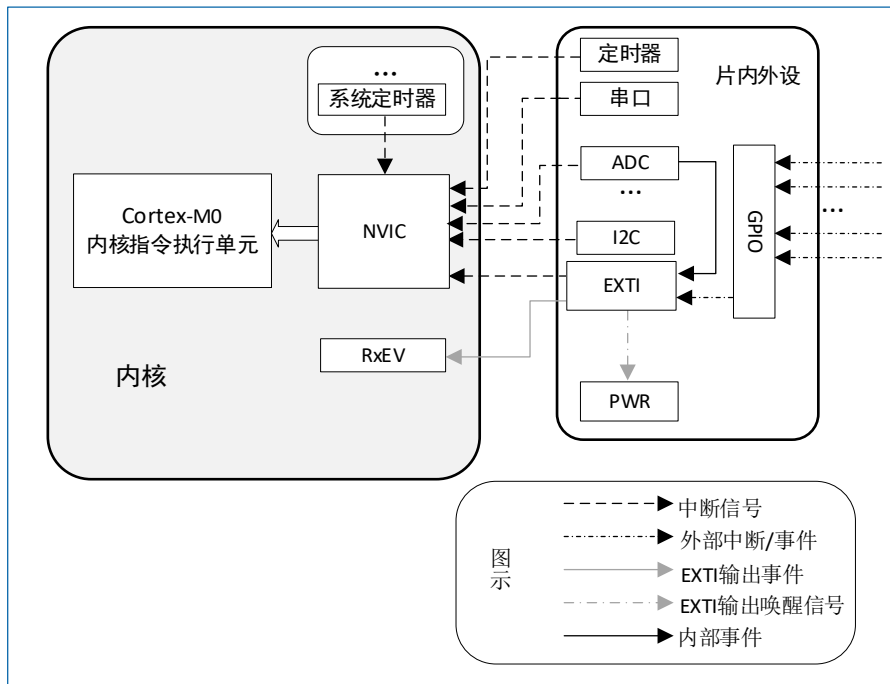 定时器
片内外设
...
系统定时器
串口
ADC
...
Cortex-M0
内核指令执行单元
NVIC
I2C
GPIO
...
EXTI
RxEV
内核
PWR
图示
中断信号
外部中断/事件
EXTI输出事件
EXTI输出唤醒信号
内部事件